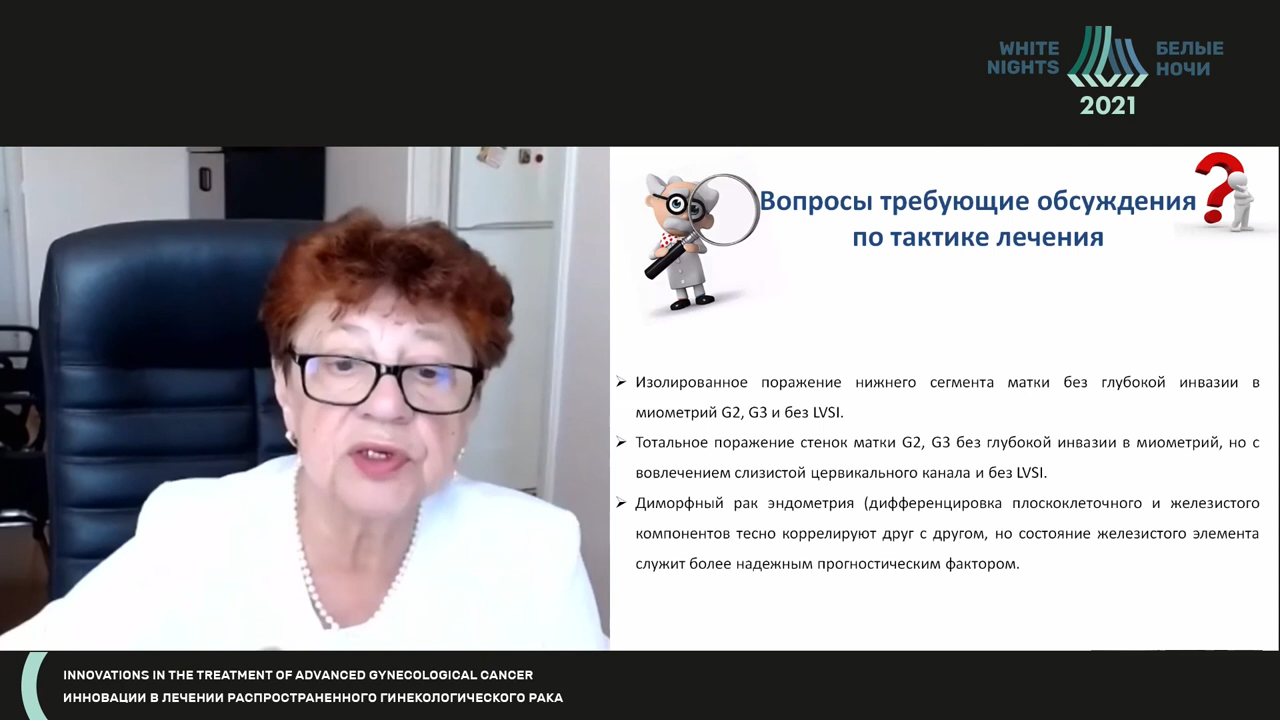 WHITE
NIGHTS
БЕЛЫЕ
НОЧИ
2021
Вопросы требующие обсуждения
по тактике лечения
Изолированное поражение нижнего сегмента матки без глубокой инвазии в
миометрий G2, G3 и без LVSI.
Тотальное поражение стенок матки G2, G3 без глубокой инвазии в миометрий, но с
вовлечением слизистой цервикального канала и без LVSI.
Диморфный рак эндометрия (дифференцировка плоскоклеточного и железистого
компонентов тесно коррелируют друг с другом, но состояние железистого элемента
служит более надежным прогностическим фактором.
INNOVATIONS IN THE TREATMENT OF ADVANCED GYNECOLOGICAL CANCER
ИННОВАЦИИ В ЛЕЧЕНИИ РАСПРОСТРАНЕННОГО ГИНЕКОЛОГИЧЕСКОГО РАКА